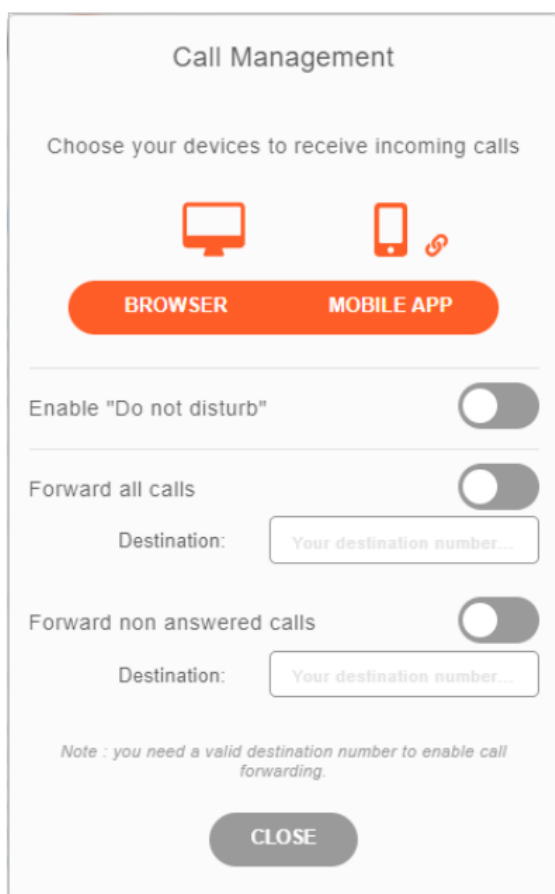 Call Management
Choose your devices to receive incoming calls
BROWSER MOBILE APP
Enable "Do not disturb"
Forward all calls
Destination: Your destination number...
Forward non answered calls
Destination: Your destination number...
Note : you need a valid destination number to enable call
forwarding.
CLOSE